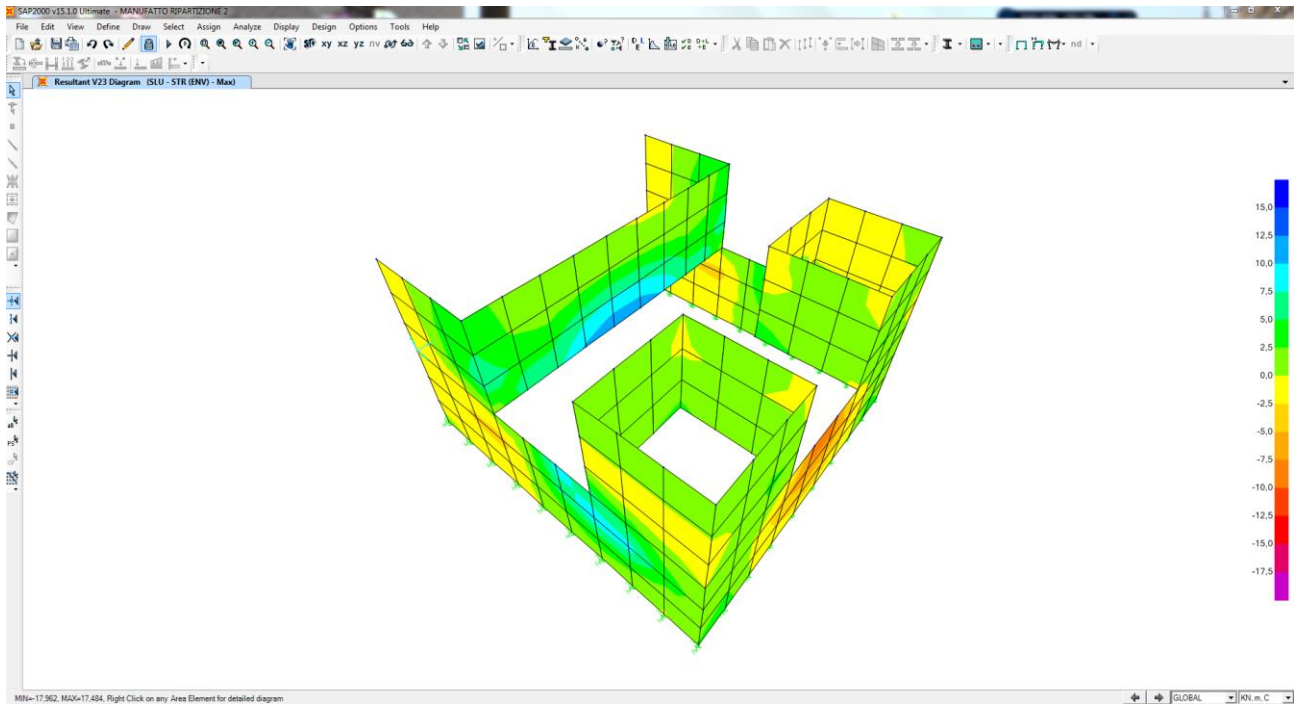 SAP2000 v15.1.0 Ultimate - MANUFATTO RIPARTIZIONE 2
File Edit View Define Draw Select Assign Analyze Display Design Options Tools Help
xy xz yz nv
nd
Resultant V23 Diagram (SLU - STR (ENV) - Max)
15,0
12,5
10,0
7,5
5,0
2,5
0,0
-2,5
-5,0
-7,5
-10,0
-12,5
-15,0
-17,5
MIN=-17.962, MAX=17.484, Right Click on any Area Element for detailed diagram
GLOBAL
KN, m, C